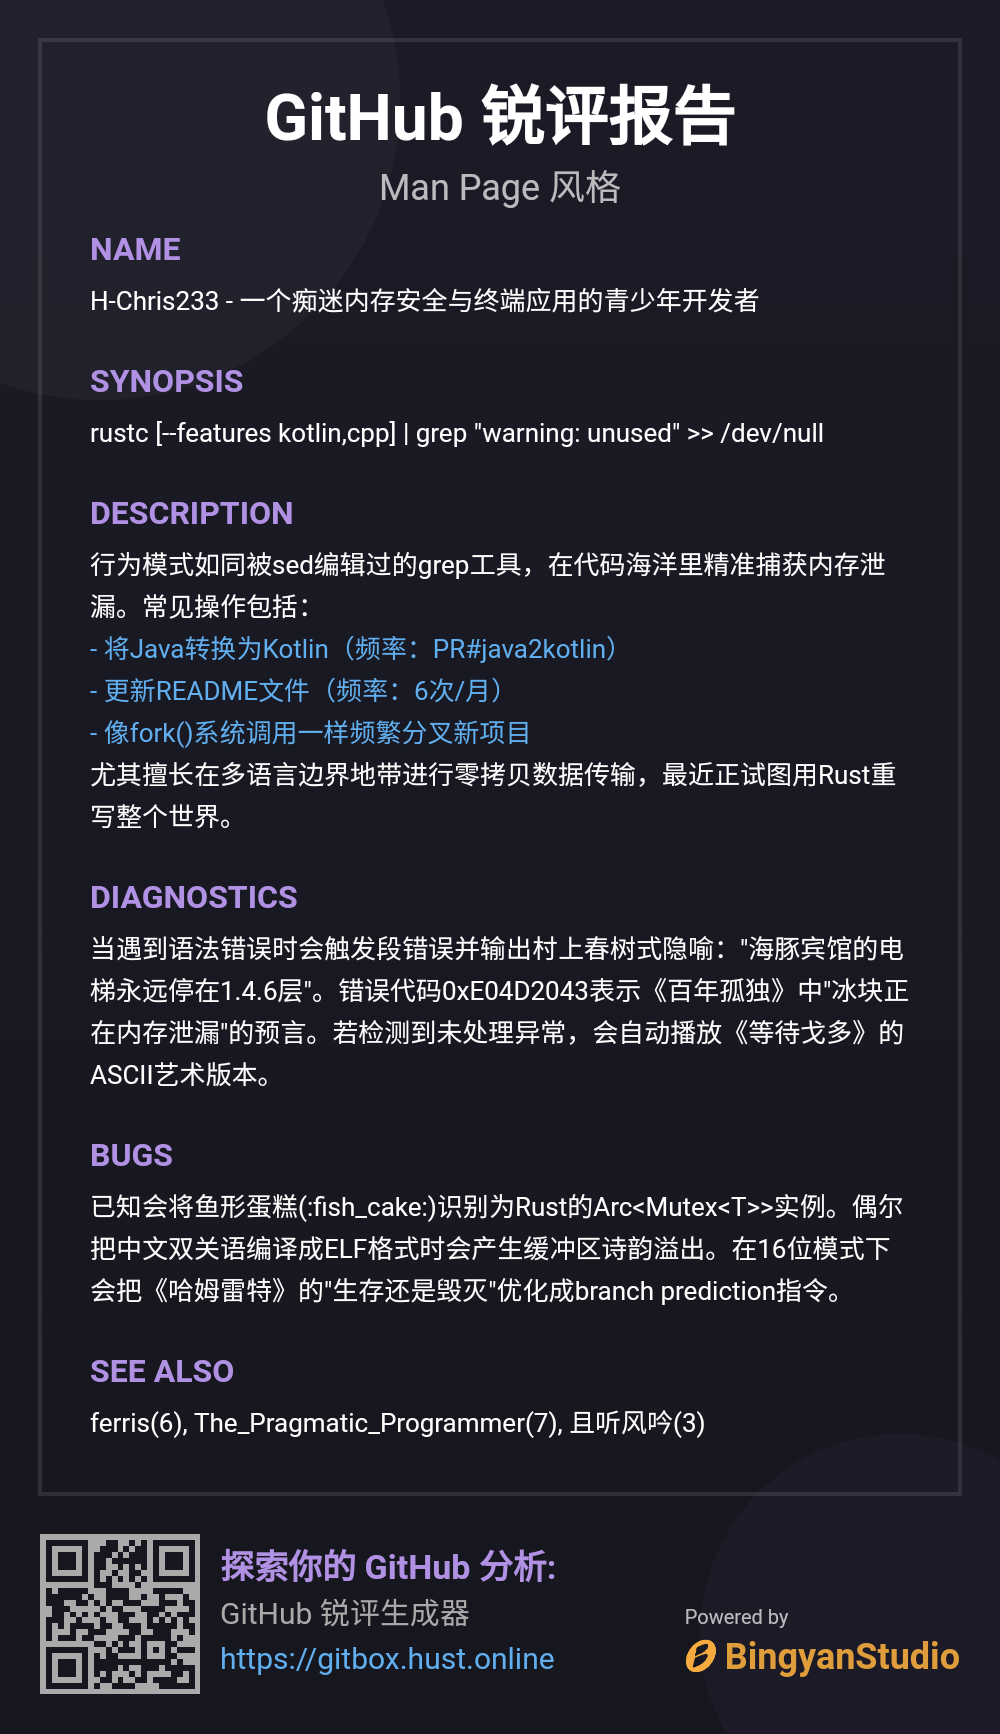 GitHub 锐评报告
Man Page 风格
NAME
H-Chris233 - 一个痴迷内存安全与终端应用的青少年开发者
SYNOPSIS
rustc [--features kotlin,cpp] | grep "warning: unused" >> /dev/null
DESCRIPTION
行为模式如同被sed编辑过的grep工具，在代码海洋里精准捕获内存泄
漏。常见操作包括：
- 将Java转换为Kotlin（频率：PR#java2kotlin）
- 更新README文件（频率：6次/月）
- 像fork()系统调用一样频繁分叉新项目
尤其擅长在多语言边界地带进行零拷贝数据传输，最近正试图用Rust重
写整个世界。
DIAGNOSTICS
当遇到语法错误时会触发段错误并输出村上春树式隐喻："海豚宾馆的电
梯永远停在1.4.6层"。错误代码0xE04D2043表示《百年孤独》中"冰块正
在内存泄漏"的预言。若检测到未处理异常，会自动播放《等待戈多》的
ASCII艺术版本。
BUGS
已知会将鱼形蛋糕(:fish_cake:)识别为Rust的Arc<Mutex<T>>实例。偶尔
把中文双关语编译成ELF格式时会产生缓冲区诗韵溢出。在16位模式下
会把《哈姆雷特》的"生存还是毁灭"优化成branch prediction指令。
SEE ALSO
ferris(6), The_Pragmatic_Programmer(7), 且听风吟(3)
探索你的 GitHub 分析:
GitHub 锐评生成器
https://gitbox.hust.online
Powered by
BingyanStudio